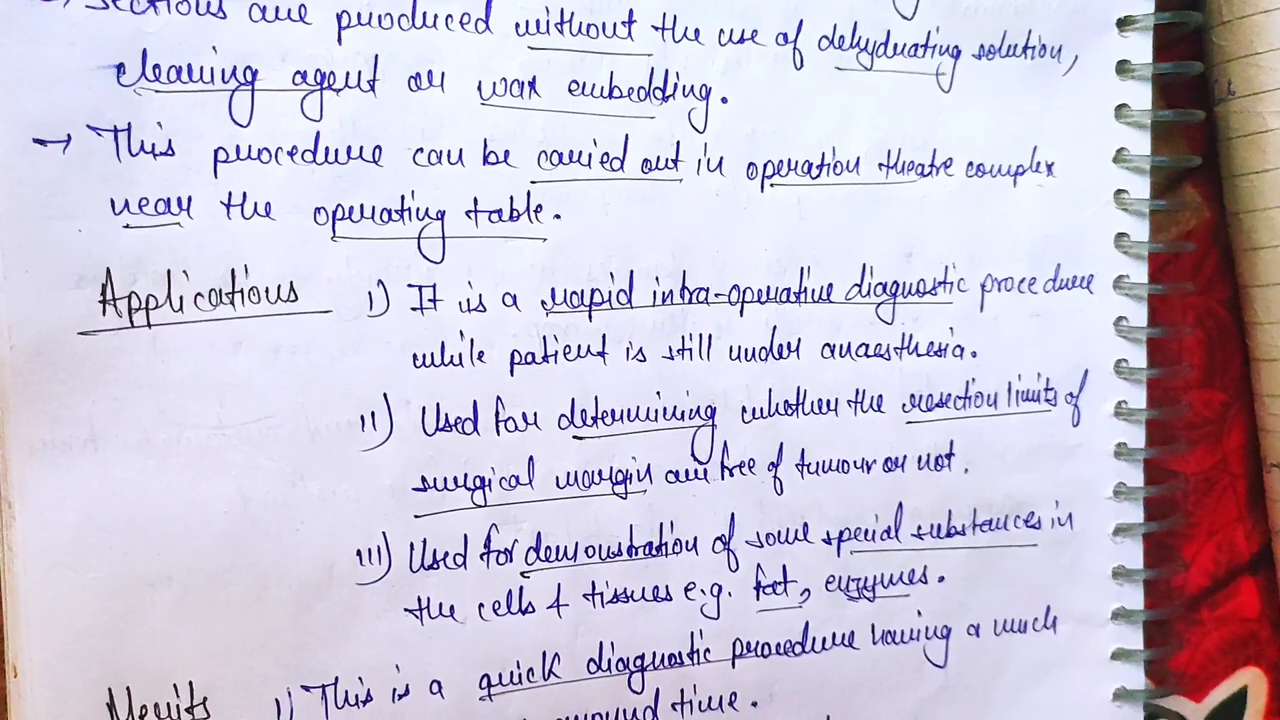 sections are produced without the use of dehydrating solution,
clearing agent or wax embedding.
→ This procedure can be carried out in operation theatre complex
near the operating table.
Applications i) It is a rapid intra-operative diagnostic procedure
while patient is still under anaesthesia.
ii) Used for determining whether the resection limits of
surgical margin are free of tumour or not.
iii) Used for demonstration of some special substances in
the cells & tissues e.g. fat, enzymes.
Merits i) This is a quick diagnostic procedure having a much
time.